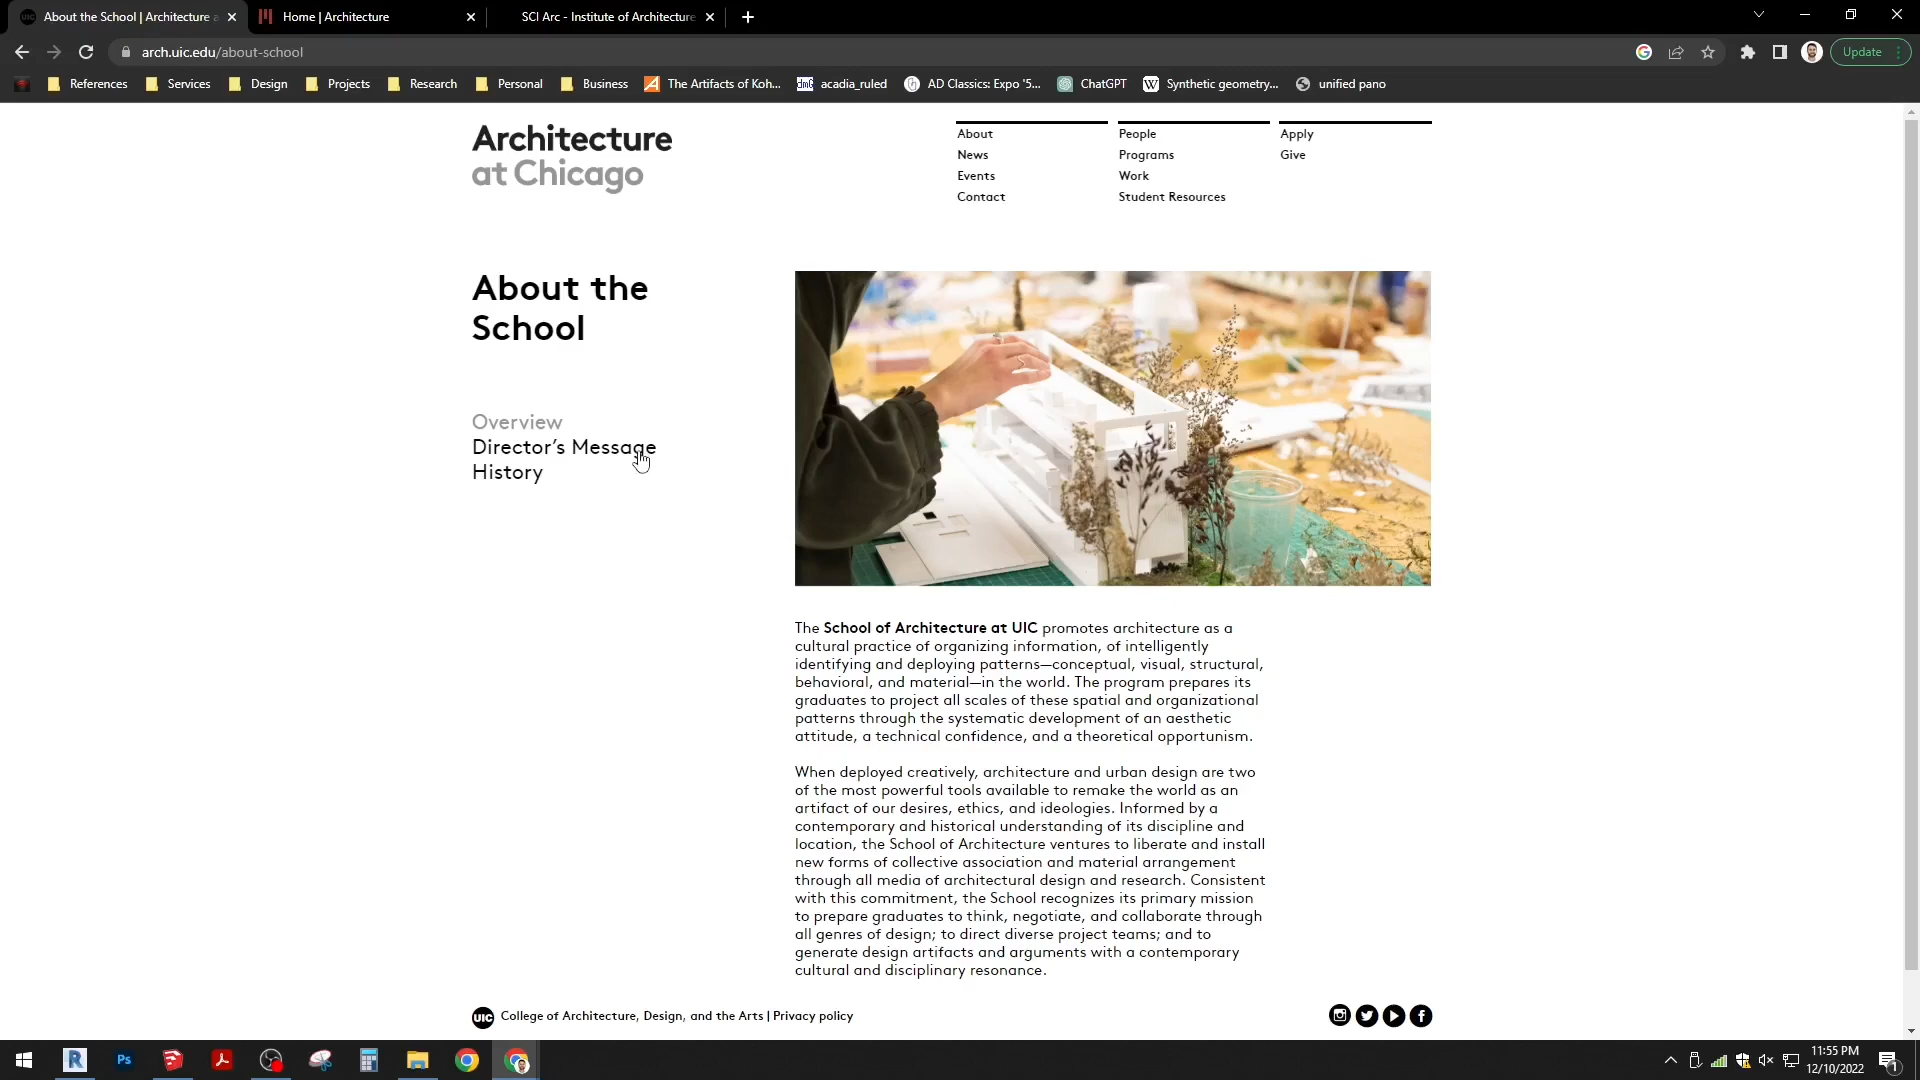 About the School | Architecture a
Home | Architecture
SCI Arc - Institute of Architecture
arch.uic.edu/about-school
Update
References
Services
Design
Projects
Research
Personal
Business
The Artifacts of Koh...
acadia_ruled
AD Classics: Expo '5...
ChatGPT
Synthetic geometry...
unified pano
Architecture
at Chicago
About
News
Events
Contact
People
Programs
Work
Student Resources
Apply
Give
About the
School
Overview
Director's Message
History
The School of Architecture at UIC promotes architecture as a
cultural practice of organizing information, of intelligently
identifying and deploying patterns—conceptual, visual, structural,
behavioral, and material—in the world. The program prepares its
graduates to project all scales of these spatial and organizational
patterns through the systematic development of an aesthetic
attitude, a technical confidence, and a theoretical opportunism.
When deployed creatively, architecture and urban design are two
of the most powerful tools available to remake the world as an
artifact of our desires, ethics, and ideologies. Informed by a
contemporary and historical understanding of its discipline and
location, the School of Architecture ventures to liberate and install
new forms of collective association and material arrangement
through all media of architectural design and research. Consistent
with this commitment, the School recognizes its primary mission
to prepare graduates to think, negotiate, and collaborate through
all genres of design; to direct diverse project teams; and to
generate design artifacts and arguments with a contemporary
cultural and disciplinary resonance.
UIC College of Architecture, Design, and the Arts | Privacy policy
R
Ps
11:55 PM
12/10/2022
1